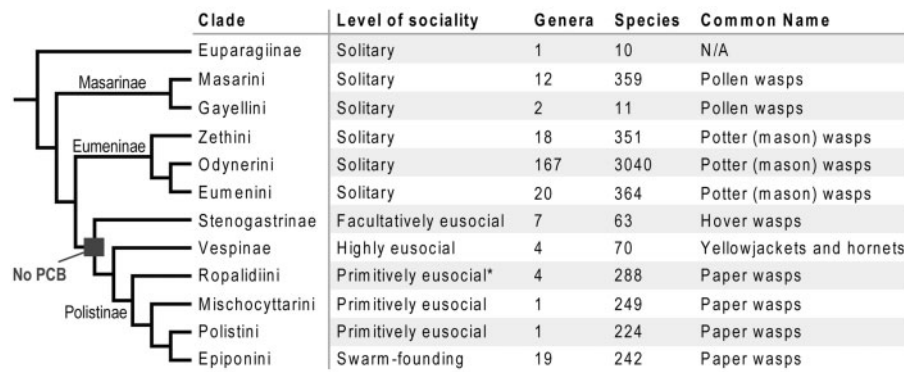 Clade Level of sociality Genera Species Common Name
Euparagiinae Solitary 1 10 N/A
Masarinae
Masarini Solitary 12 359 Pollen wasps
Gayellini Solitary 2 11 Pollen wasps
Zethini Solitary 18 351 Potter (mason) wasps
Eumeninae
Odynerini Solitary 167 3040 Potter (mason) wasps
Eumenini Solitary 20 364 Potter (mason) wasps
Stenogastrinae Facultatively eusocial 7 63 Hover wasps
Vespinae Highly eusocial 4 70 Yellowjackets and hornets
No PCB
Ropalidiini Primitively eusocial* 4 288 Paper wasps
Mischocyttarini Primitively eusocial 1 249 Paper wasps
Polistinae
Polistini Primitively eusocial 1 224 Paper wasps
Epiponini Swarm-founding 19 242 Paper wasps